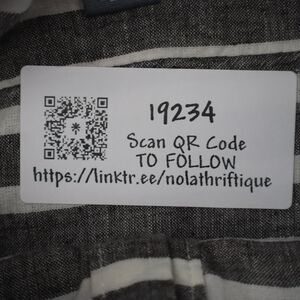 19234
Scan QR Code
TO FOLLOW
https://linktr.ee/nolathriftique